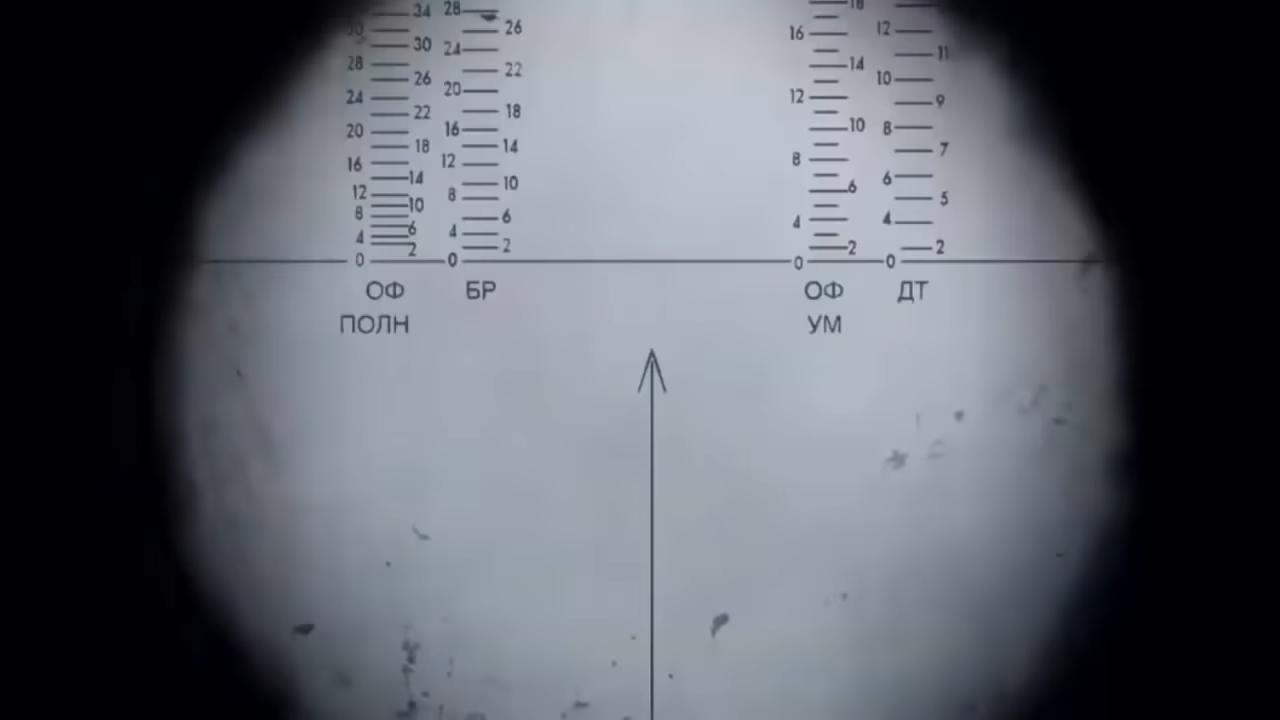 34 28
30 26
30 24
28 26 22
24 22 20 18
20 18 16 14
16 14 12 10
12 10 8 6
8 6 4 2
4 2 0
0
18 12
16 11
14 10
12 9
10 8
8 7
6 6
4 5
2 4
0 2
0
ОФ БР ОФ ДТ
ПОЛН УМ